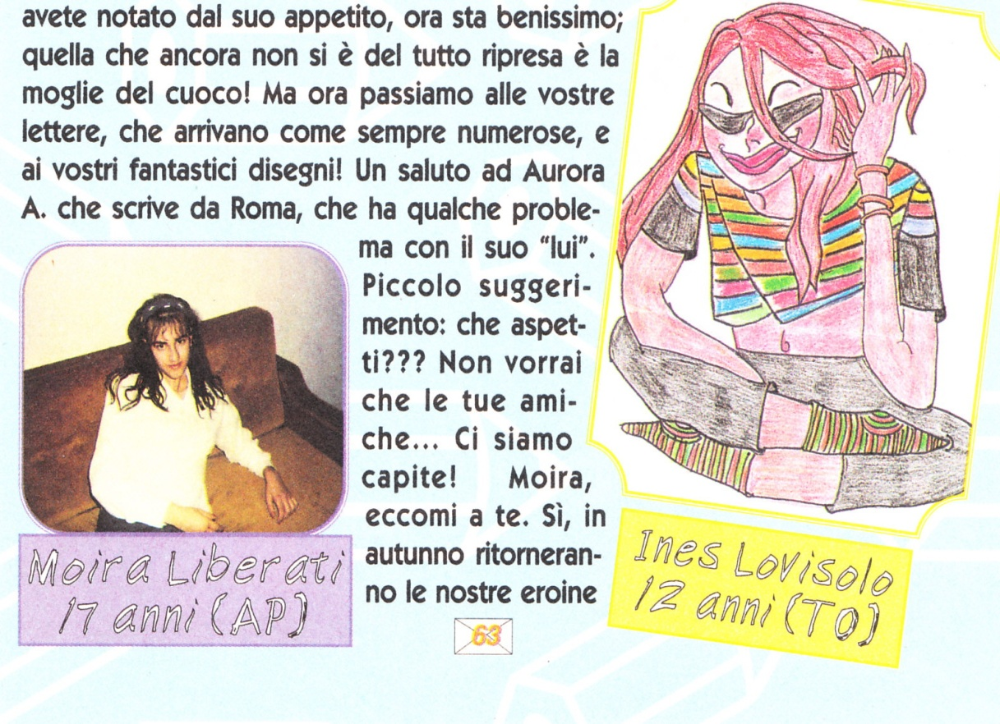 avete notato dal suo appetito, ora sta benissimo;
quella che ancora non si è del tutto ripresa è la
moglie del cuoco! Ma ora passiamo alle vostre
lettere, che arrivano come sempre numerose, e
ai vostri fantastici disegni! Un saluto ad Aurora
A. che scrive da Roma, che ha qualche proble-
ma con il suo "lui".
Piccolo suggeri-
mento: che aspet-
ti??? Non vorrai
che le tue ami-
che... Ci siamo
capite! Moira,
eccomi a te. Sì, in
autunno ritorneran-
no le nostre eroine
Moira Liberati
17 anni (AP)
Ines Lovisolo
12 anni (TO)
63